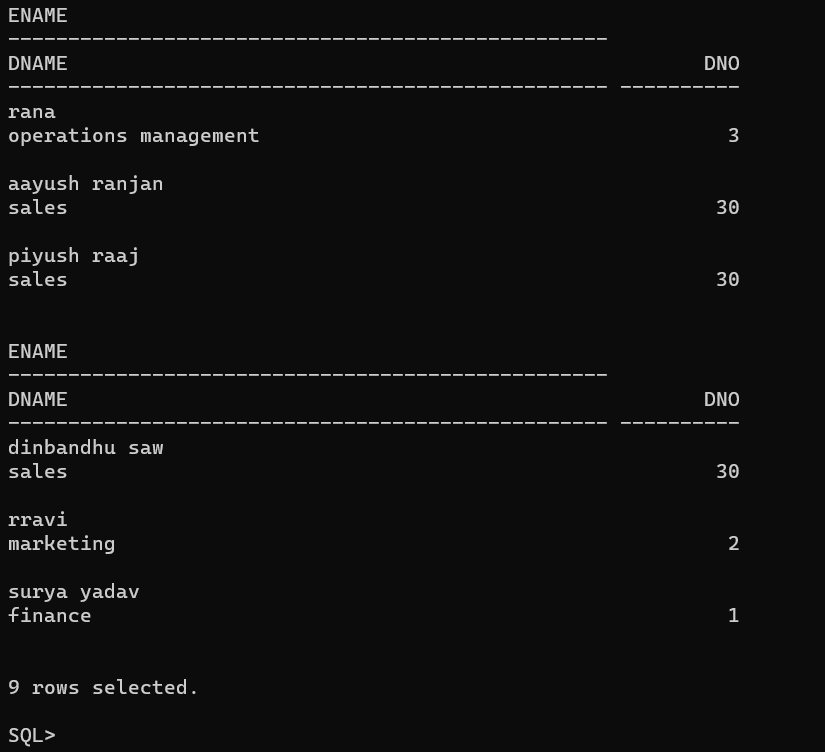 ENAME
--------------------------------------------------
DNAME                                                     DNO
-------------------------------------------------- ----------
rana
operations management                                       3
aayush ranjan
sales                                                      30
piyush raaj
sales                                                      30
ENAME
--------------------------------------------------
DNAME                                                     DNO
-------------------------------------------------- ----------
dinbandhu saw
sales                                                      30
rravi
marketing                                                   2
surya yadav
finance                                                     1
9 rows selected.
SQL>